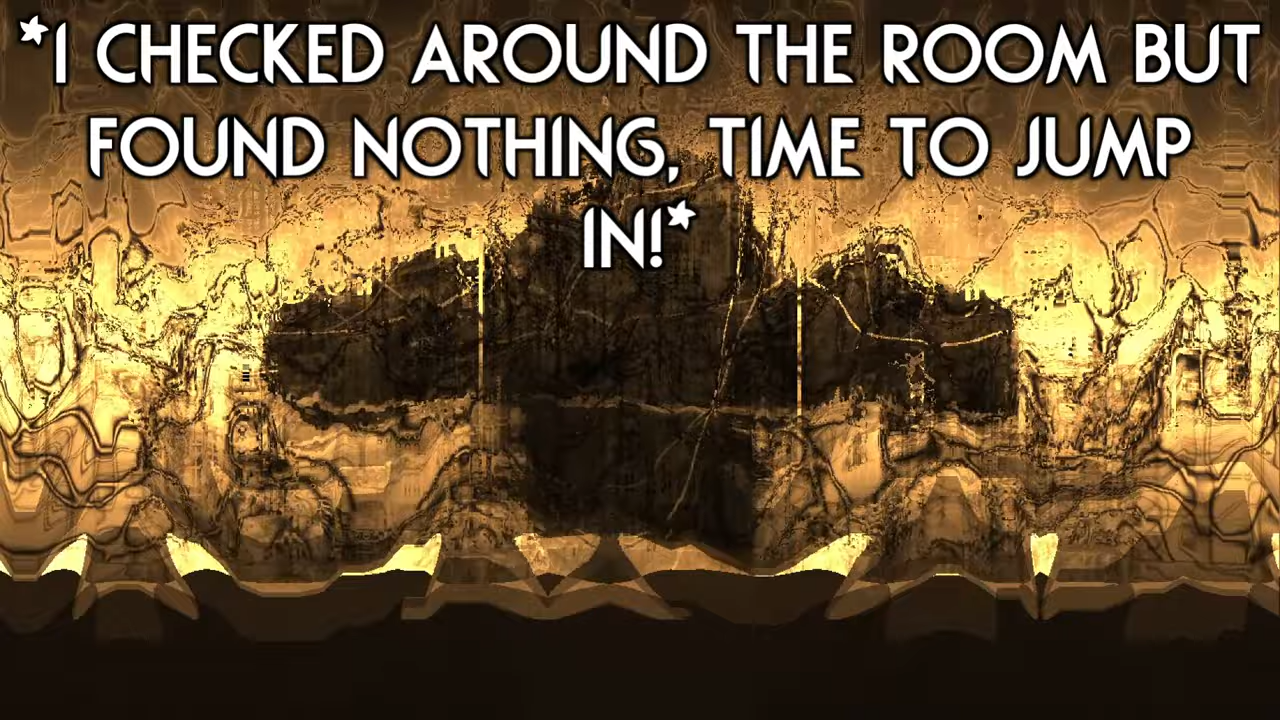 *I CHECKED AROUND THE ROOM BUT
FOUND NOTHING, TIME TO JUMP
IN!*